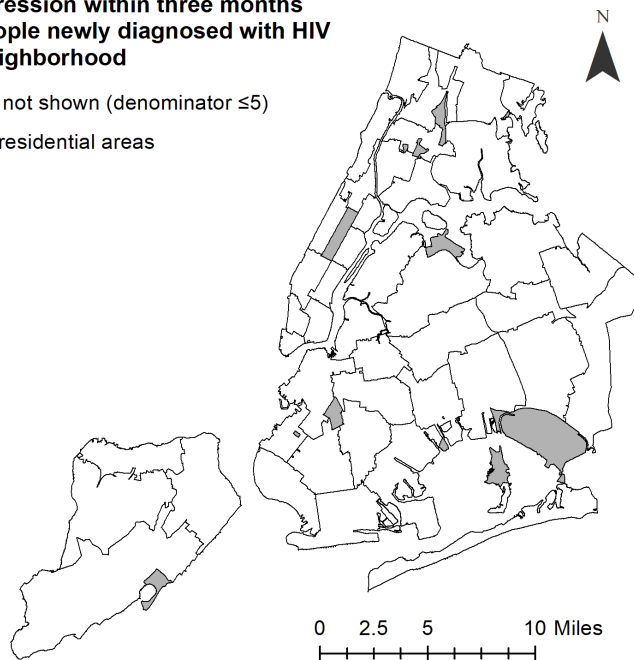 ression within three months
ople newly diagnosed with HIV
ighborhood
not shown (denominator ≤5)
residential areas
N
0 2.5 5 10 Miles